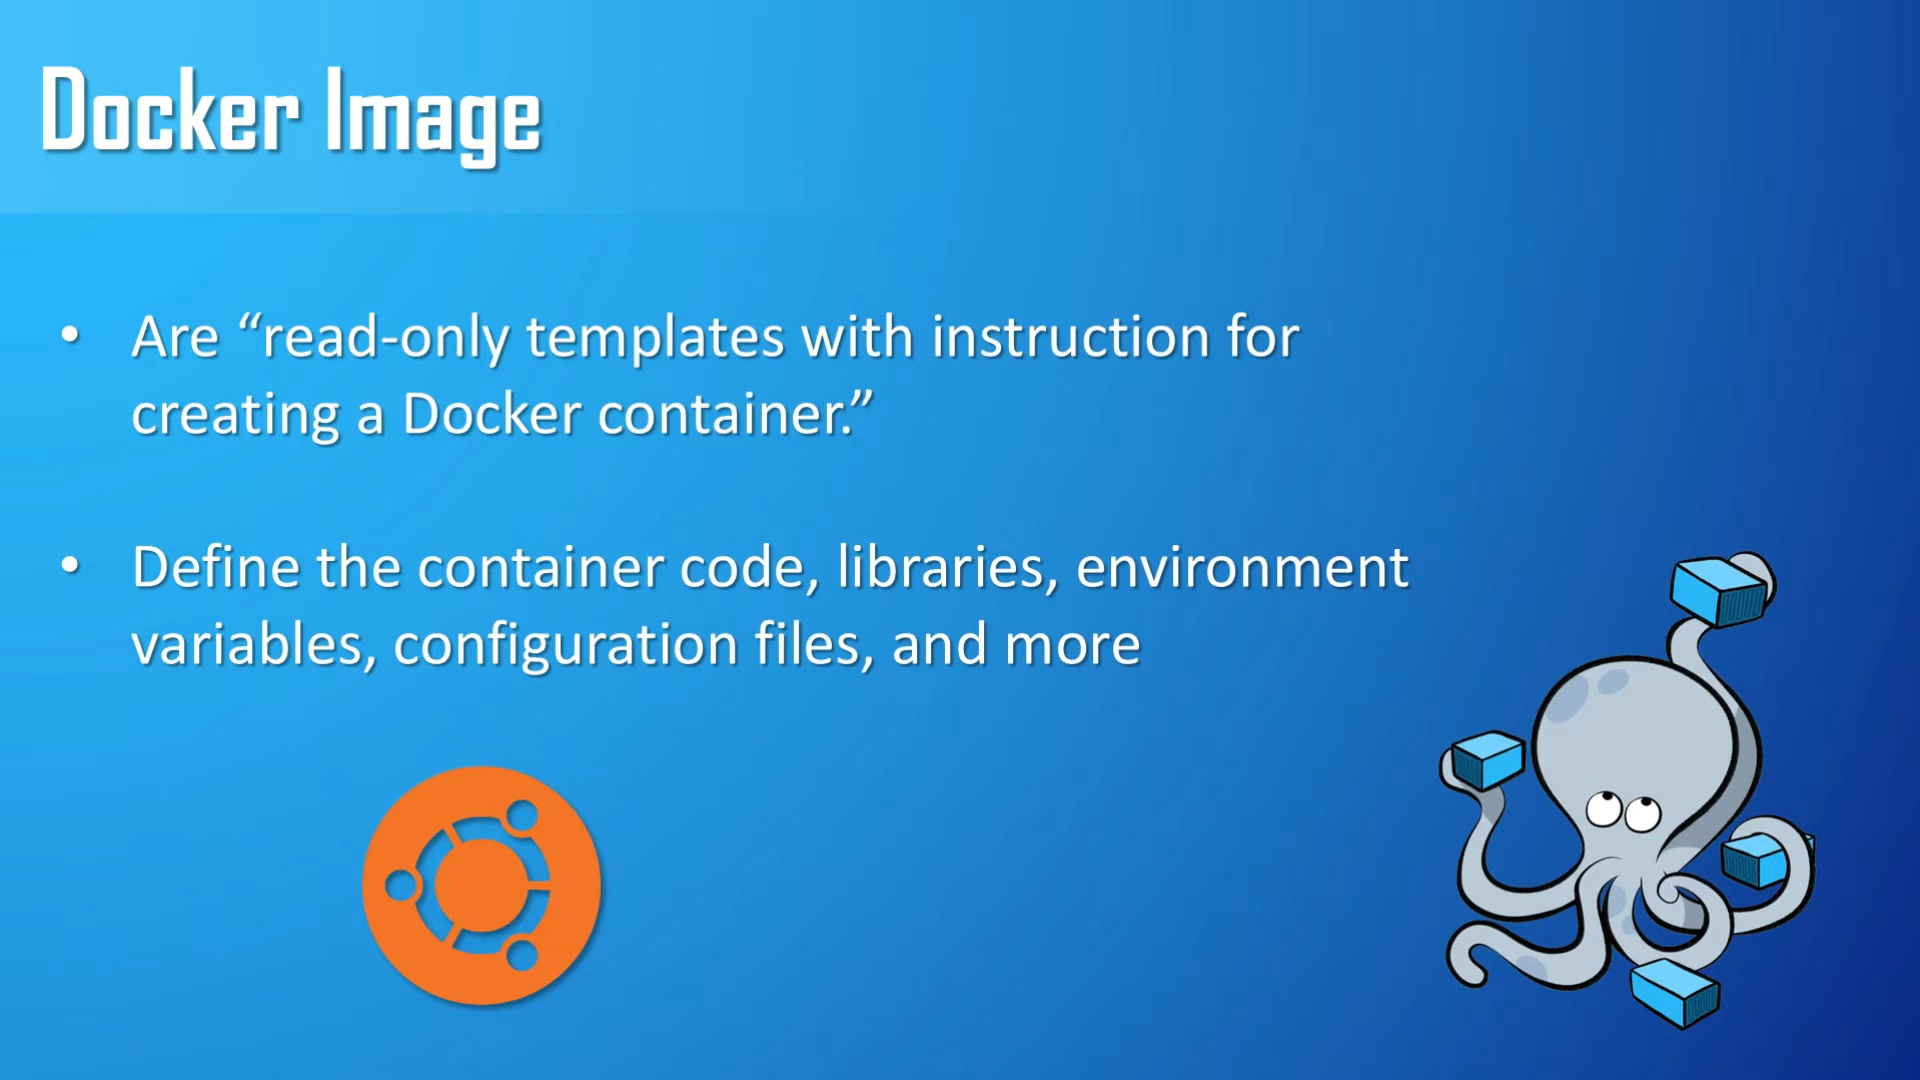 Docker Image
• Are “read-only templates with instruction for
creating a Docker container.”
• Define the container code, libraries, environment
variables, configuration files, and more